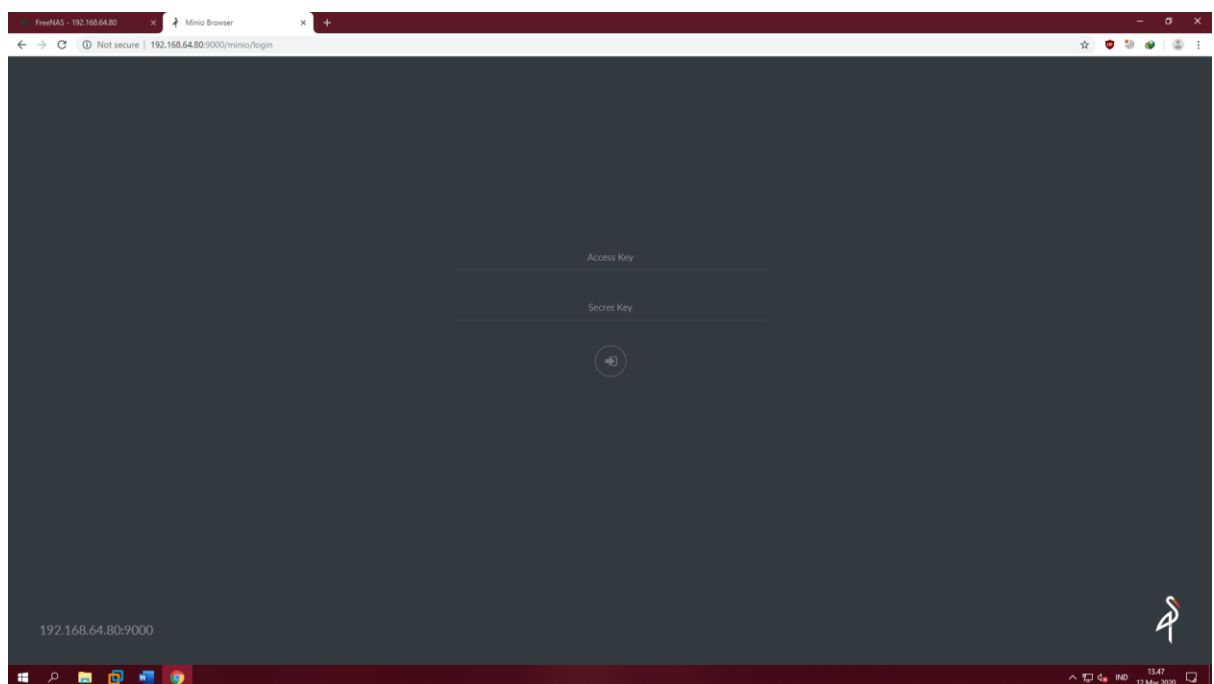 FreeNAS - 192.168.64.80
Minio Browser
Not secure | 192.168.64.80:9000/minio/login
Access Key
Secret Key
192.168.64.80:9000
IND
13.47
12 Mar 2020